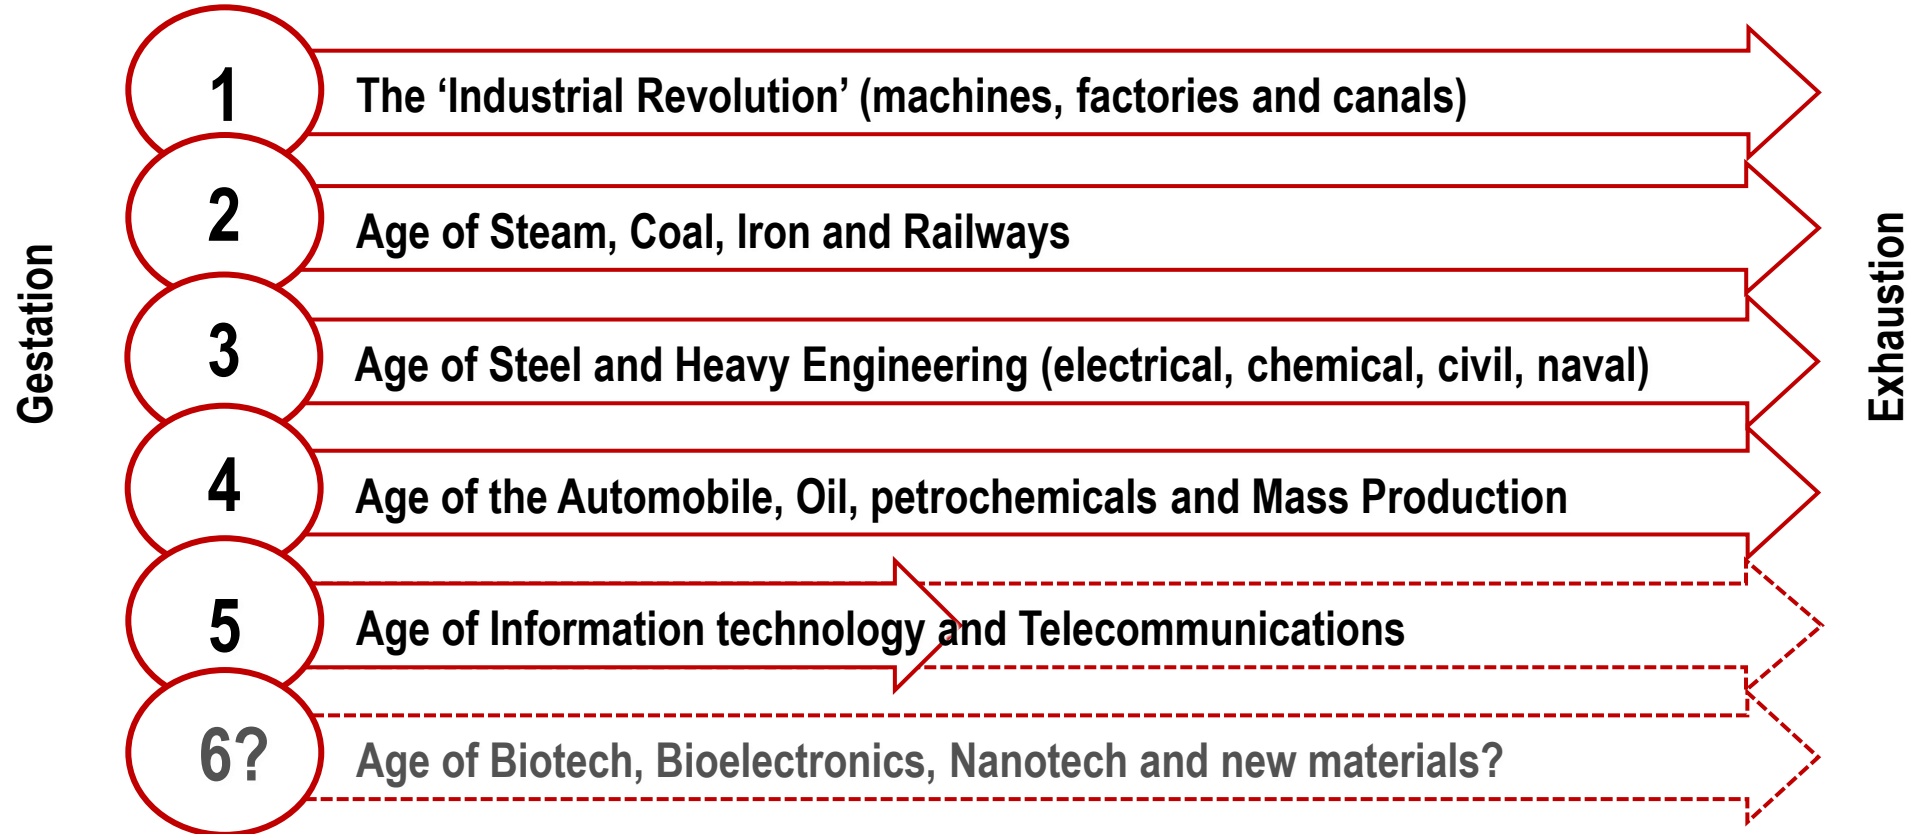 1
The ‘Industrial Revolution’ (machines, factories and canals)
2
Age of Steam, Coal, Iron and Railways
Gestation
3
Age of Steel and Heavy Engineering (electrical, chemical, civil, naval)
Exhaustion
4
Age of the Automobile, Oil, petrochemicals and Mass Production
5
Age of Information technology and Telecommunications
6?
Age of Biotech, Bioelectronics, Nanotech and new materials?